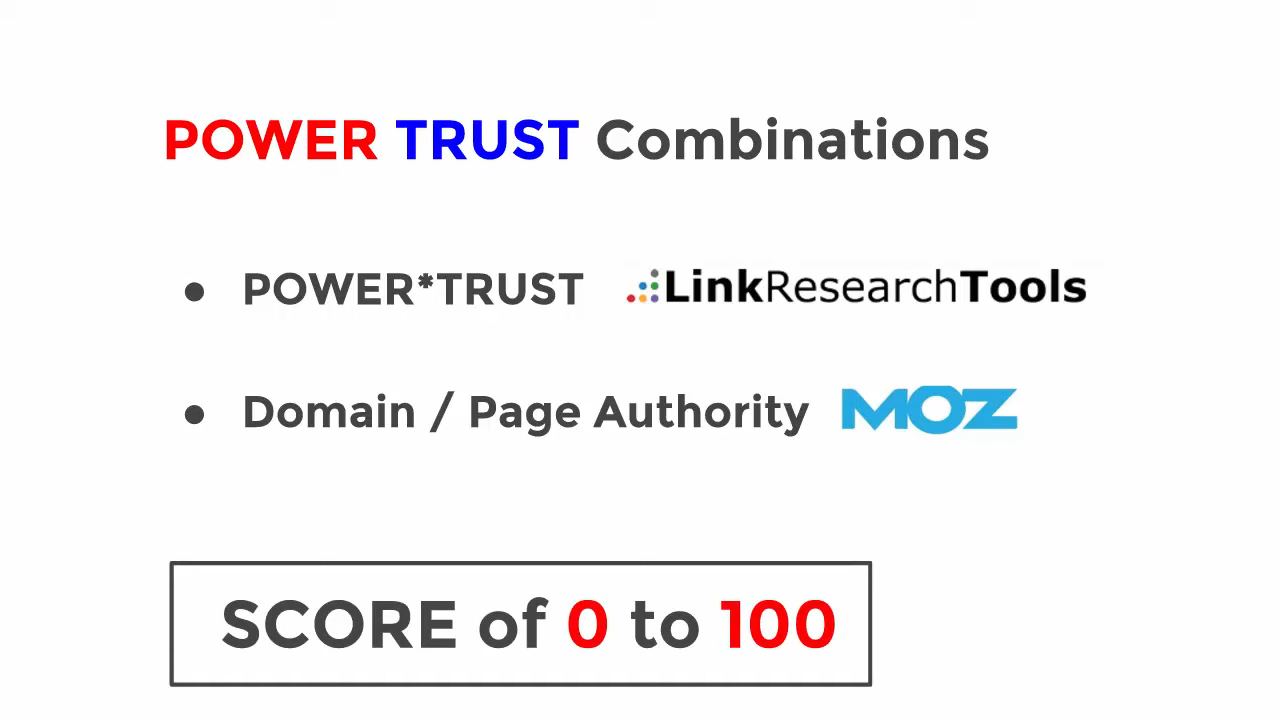 POWER TRUST Combinations
● POWER*TRUST LinkResearchTools
● Domain / Page Authority MOZ
SCORE of 0 to 100